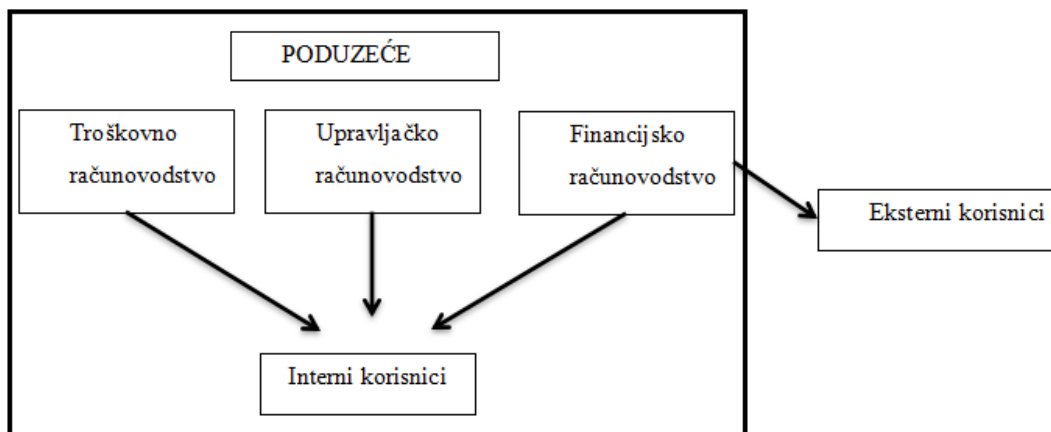 PODUZEĆE
Troškovno
računovodstvo
Upravljačko
računovodstvo
Financijsko
računovodstvo
Eksterni korisnici
Interni korisnici